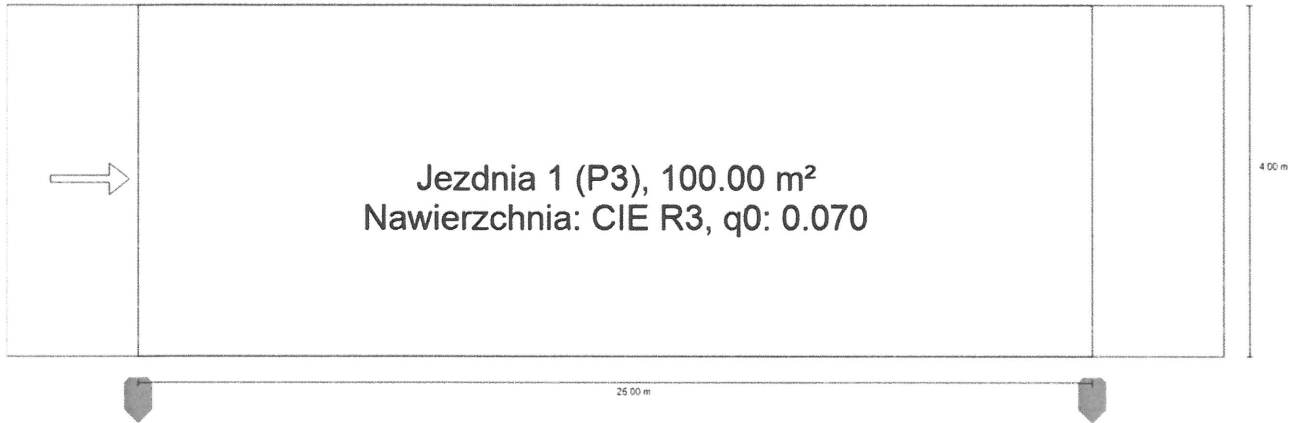 Jezdnia 1 (P3), 100.00 m²
Nawierzchnia: CIE R3, q0: 0.070
4.00 m
25.00 m